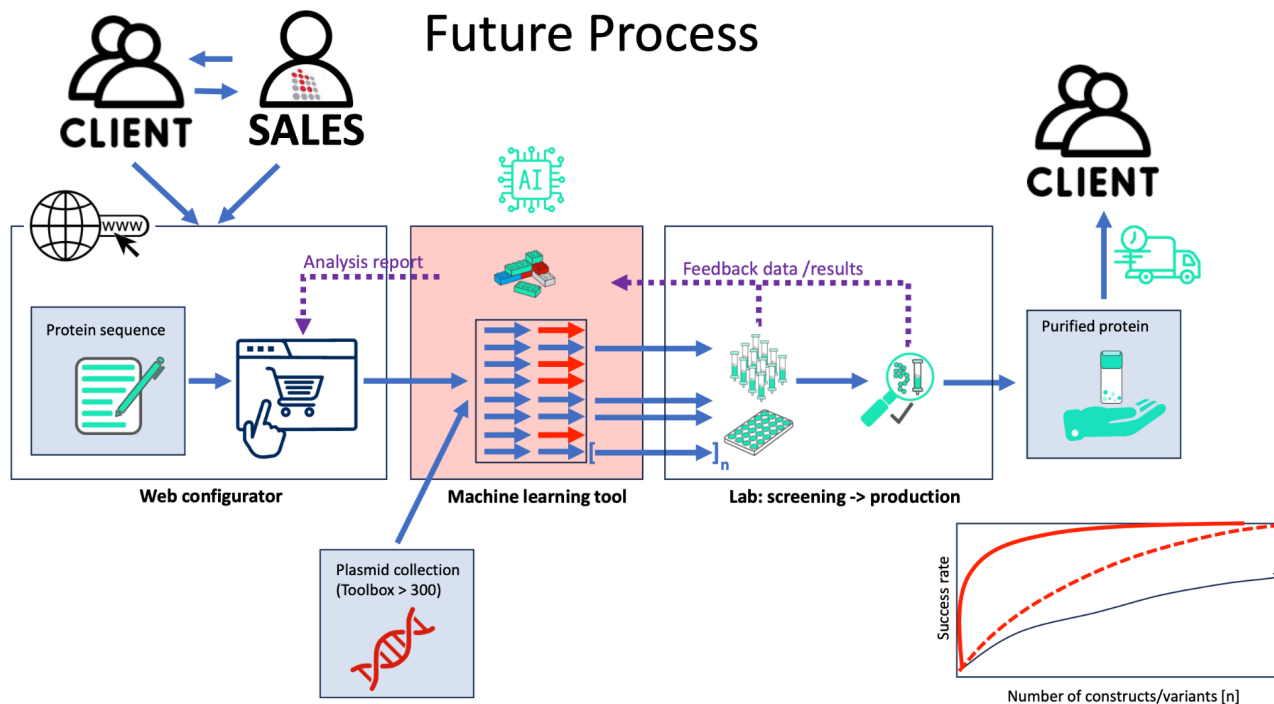 Future Process
CLIENT
SALES
CLIENT
www
AI
Analysis report
Feedback data /results
Protein sequence
Purified protein
[
]n
Web configurator
Machine learning tool
Lab: screening -> production
Plasmid collection
(Toolbox > 300)
Success rate
Number of constructs/variants [n]